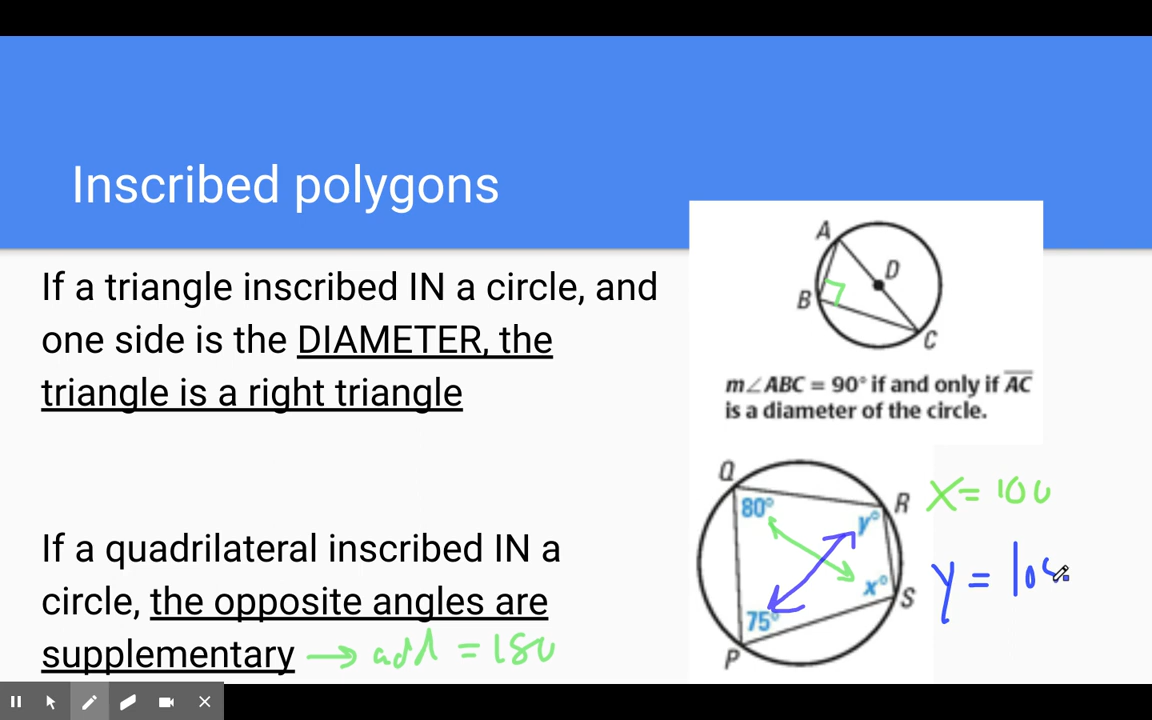 Inscribed polygons
If a triangle inscribed IN a circle, and
one side is the DIAMETER, the
triangle is a right triangle
A
D
B
C
m∠ABC = 90° if and only if AC
is a diameter of the circle.
If a quadrilateral inscribed IN a
circle, the opposite angles are
supplementary → add = 180
Q
80°
R
y°
x°
S
75°
P
x = 100
y =